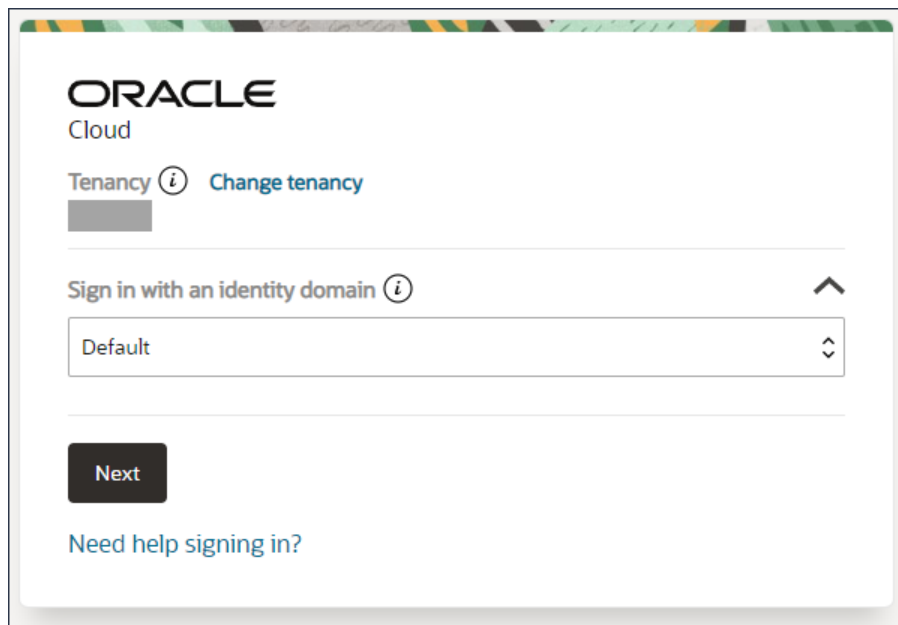 ORACLE
Cloud
Tenancy i Change tenancy
Sign in with an identity domain i
Default
Next
Need help signing in?